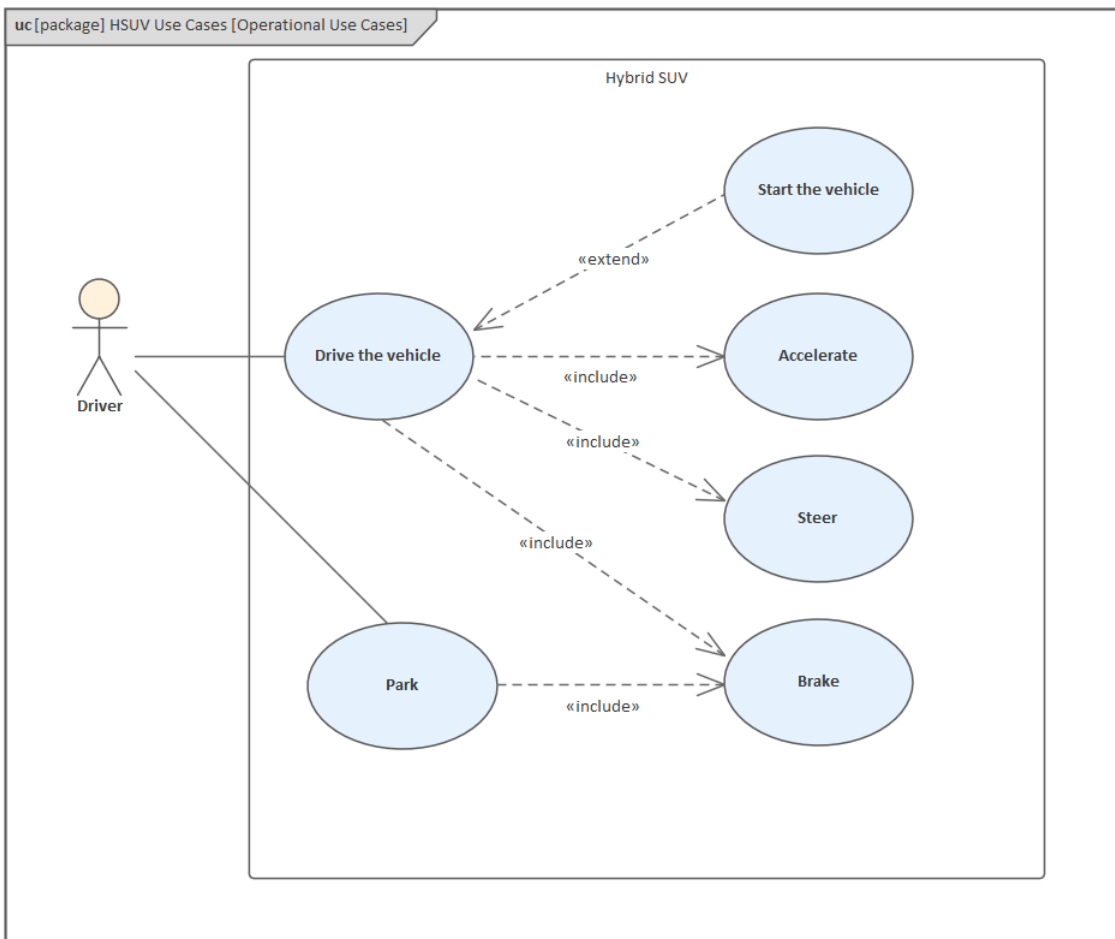 uc [package] HSUV Use Cases [Operational Use Cases]
Hybrid SUV
Start the vehicle
«extend»
Drive the vehicle
Accelerate
«include»
Driver
«include»
Steer
«include»
Park
Brake
«include»